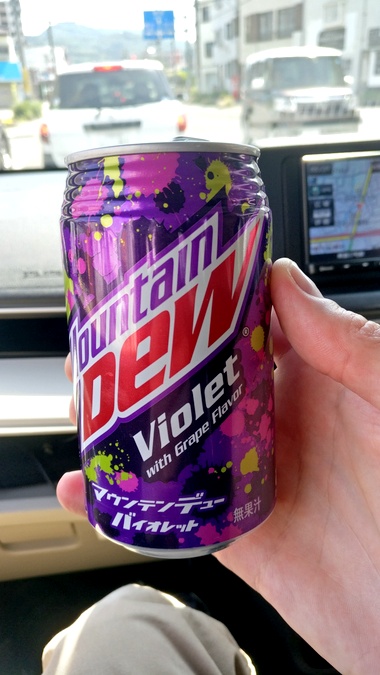 Mountain
DEW®
Violet
with Grape Flavor
マウンテンデュー
バイオレット
無果汁